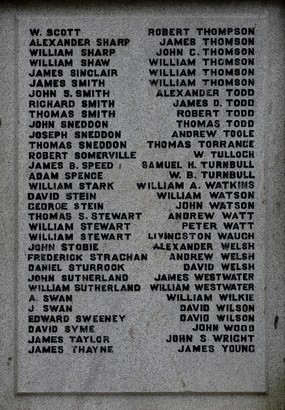 W. SCOTT ROBERT THOMPSON
ALEXANDER SHARP JAMES THOMSON
WILLIAM SHARP JOHN C. THOMSON
WILLIAM SHAW WILLIAM THOMSON
JAMES SINCLAIR WILLIAM THOMSON
JAMES SMITH WILLIAM THOMSON
JOHN S. SMITH ALEXANDER TODD
RICHARD SMITH JAMES D. TODD
THOMAS SMITH ROBERT TODD
JOHN SNEDDON THOMAS TODD
JOSEPH SNEDDON ANDREW TOOLE
THOMAS SNEDDON THOMAS TORRANCE
ROBERT SOMERVILLE W. TULLOCH
JAMES B. SPEED SAMUEL H. TURNBULL
ADAM SPENCE W. B. TURNBULL
WILLIAM STARK WILLIAM A. WATKINS
DAVID STEIN WILLIAM WATSON
GEORGE STEIN JOHN WATSON
THOMAS S. STEWART ANDREW WATT
WILLIAM STEWART PETER WATT
WILLIAM STEWART LIVINGSTON WAUGH
JOHN STOBIE ALEXANDER WELSH
FREDERICK STRACHAN ANDREW WELSH
DANIEL STURROOK DAVID WELSH
JOHN SUTHERLAND JAMES WESTWATER
WILLIAM SUTHERLAND WILLIAM WESTWATER
A. SWAN WILLIAM WILKIE
J. SWAN DAVID WILSON
EDWARD SWEENEY DAVID WILSON
DAVID SYME JOHN WOOD
JAMES TAYLOR JOHN S. WRIGHT
JAMES THAYNE JAMES YOUNG